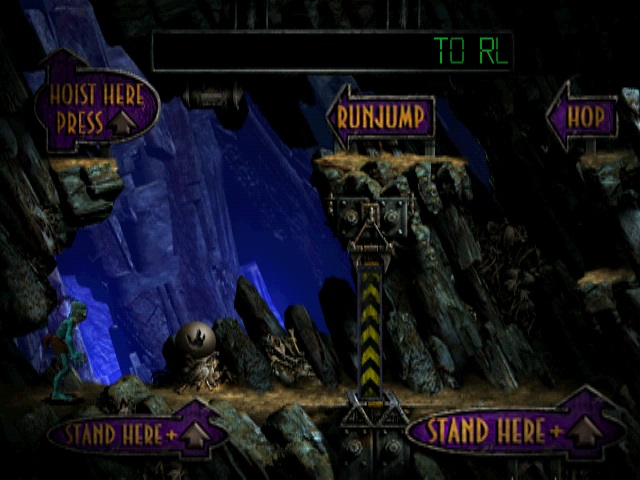 TO RL
HOIST HERE
PRESS
RUNJUMP
HOP
STAND HERE+
STAND HERE+